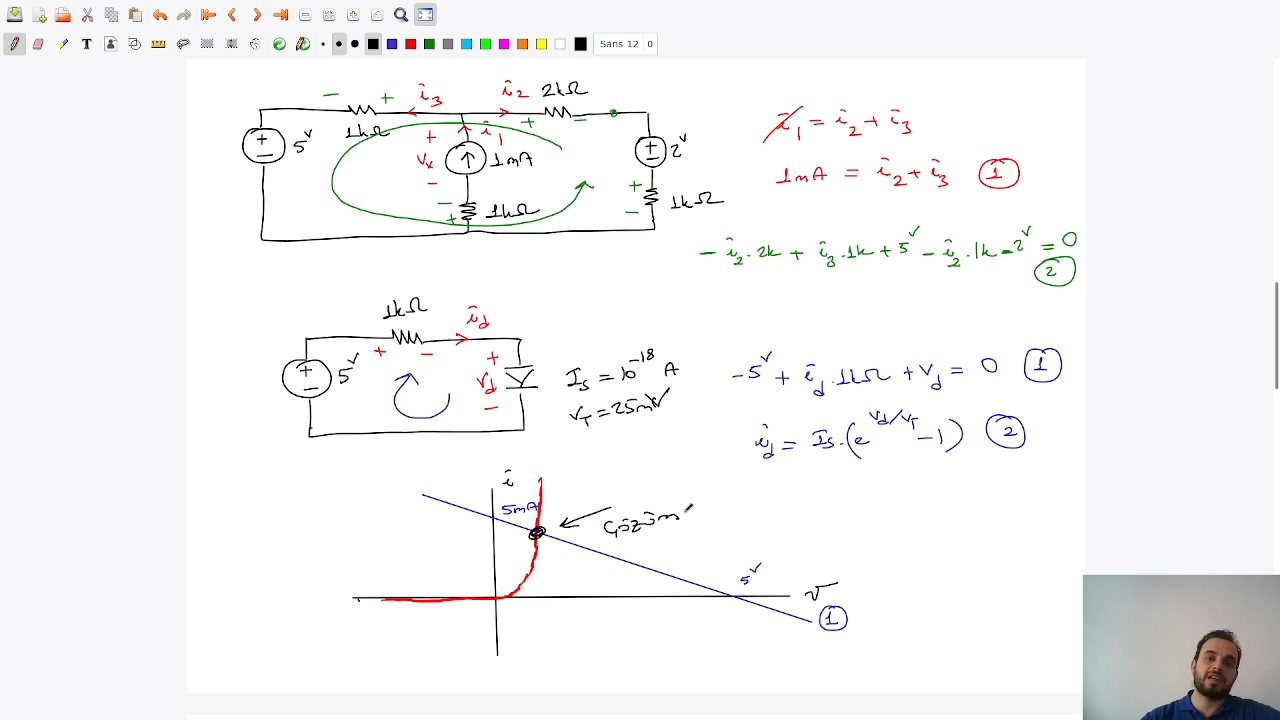 Sans 12 0
i3 i2 2kΩ
1kΩ
i1
5V
Vx
1mA
2V
1kΩ
1kΩ
i1 = i2 + i3
1mA = i2 + i3 1
- i2 · 2k + i3 · 1k + 5V - i2 · 1k - 2V = 0
2
1kΩ
id
5V
Vd
Is = 10^-18 A
VT = 25mV
-5V + id · 1kΩ + Vd = 0 1
id = Is · (e^Vd/VT - 1) 2
i
5mA
çözüm
5V
v
1